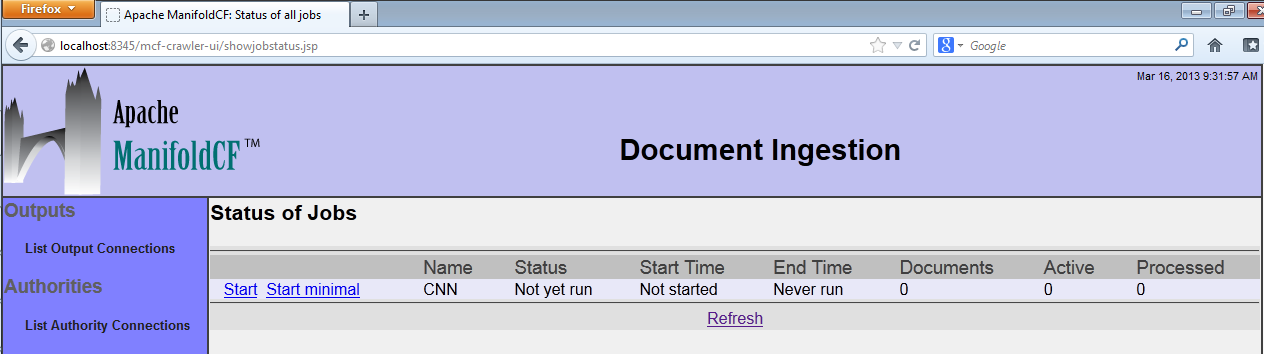 Firefox
Apache ManifoldCF: Status of all jobs
localhost:8345/mcf-crawler-ui/showjobstatus.jsp
Google
Mar 16, 2013 9:31:57 AM
Apache
ManifoldCF™
Document Ingestion
Outputs
List Output Connections
Authorities
List Authority Connections
Status of Jobs
Name Status Start Time End Time Documents Active Processed
Start Start minimal CNN Not yet run Not started Never run 0 0 0
Refresh